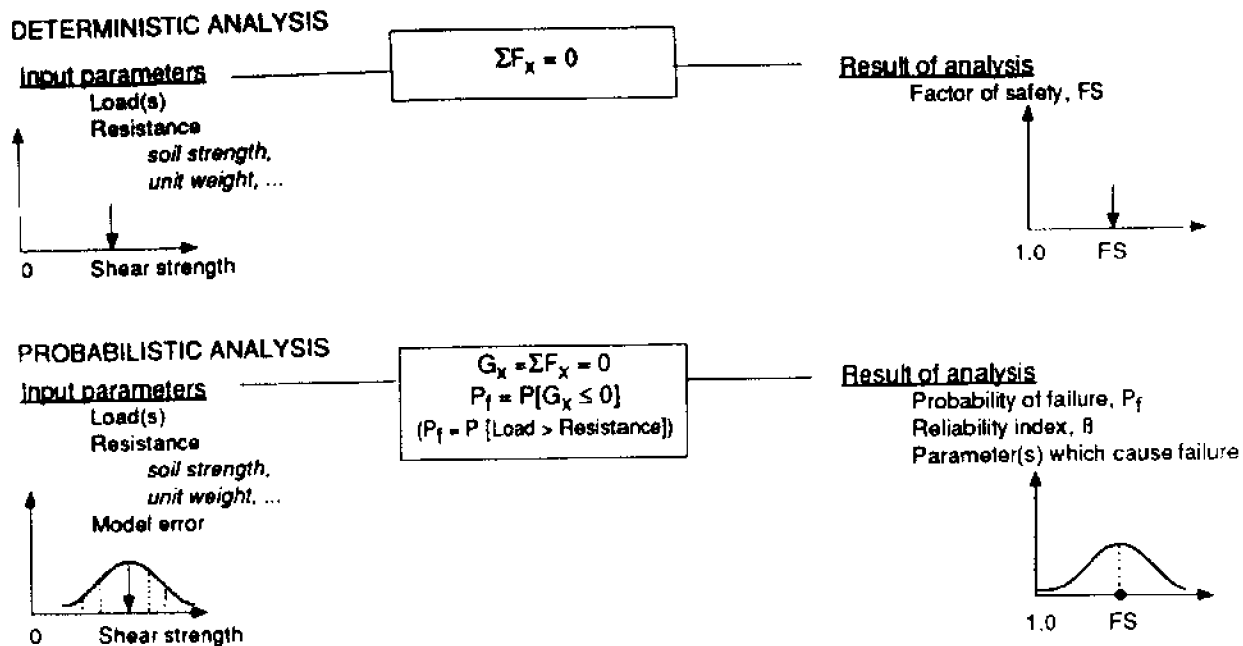 DETERMINISTIC ANALYSIS
Input parameters
Load(s)
Resistance
soil strength,
unit weight, ...
0 Shear strength
ΣFₓ = 0
Result of analysis
Factor of safety, FS
1.0 FS
PROBABILISTIC ANALYSIS
Input parameters
Load(s)
Resistance
soil strength,
unit weight, ...
Model error
0 Shear strength
Gₓ = ΣFₓ = 0
P_f = P[Gₓ ≤ 0]
(P_f = P [Load > Resistance])
Result of analysis
Probability of failure, P_f
Reliability index, β
Parameter(s) which cause failure
1.0 FS